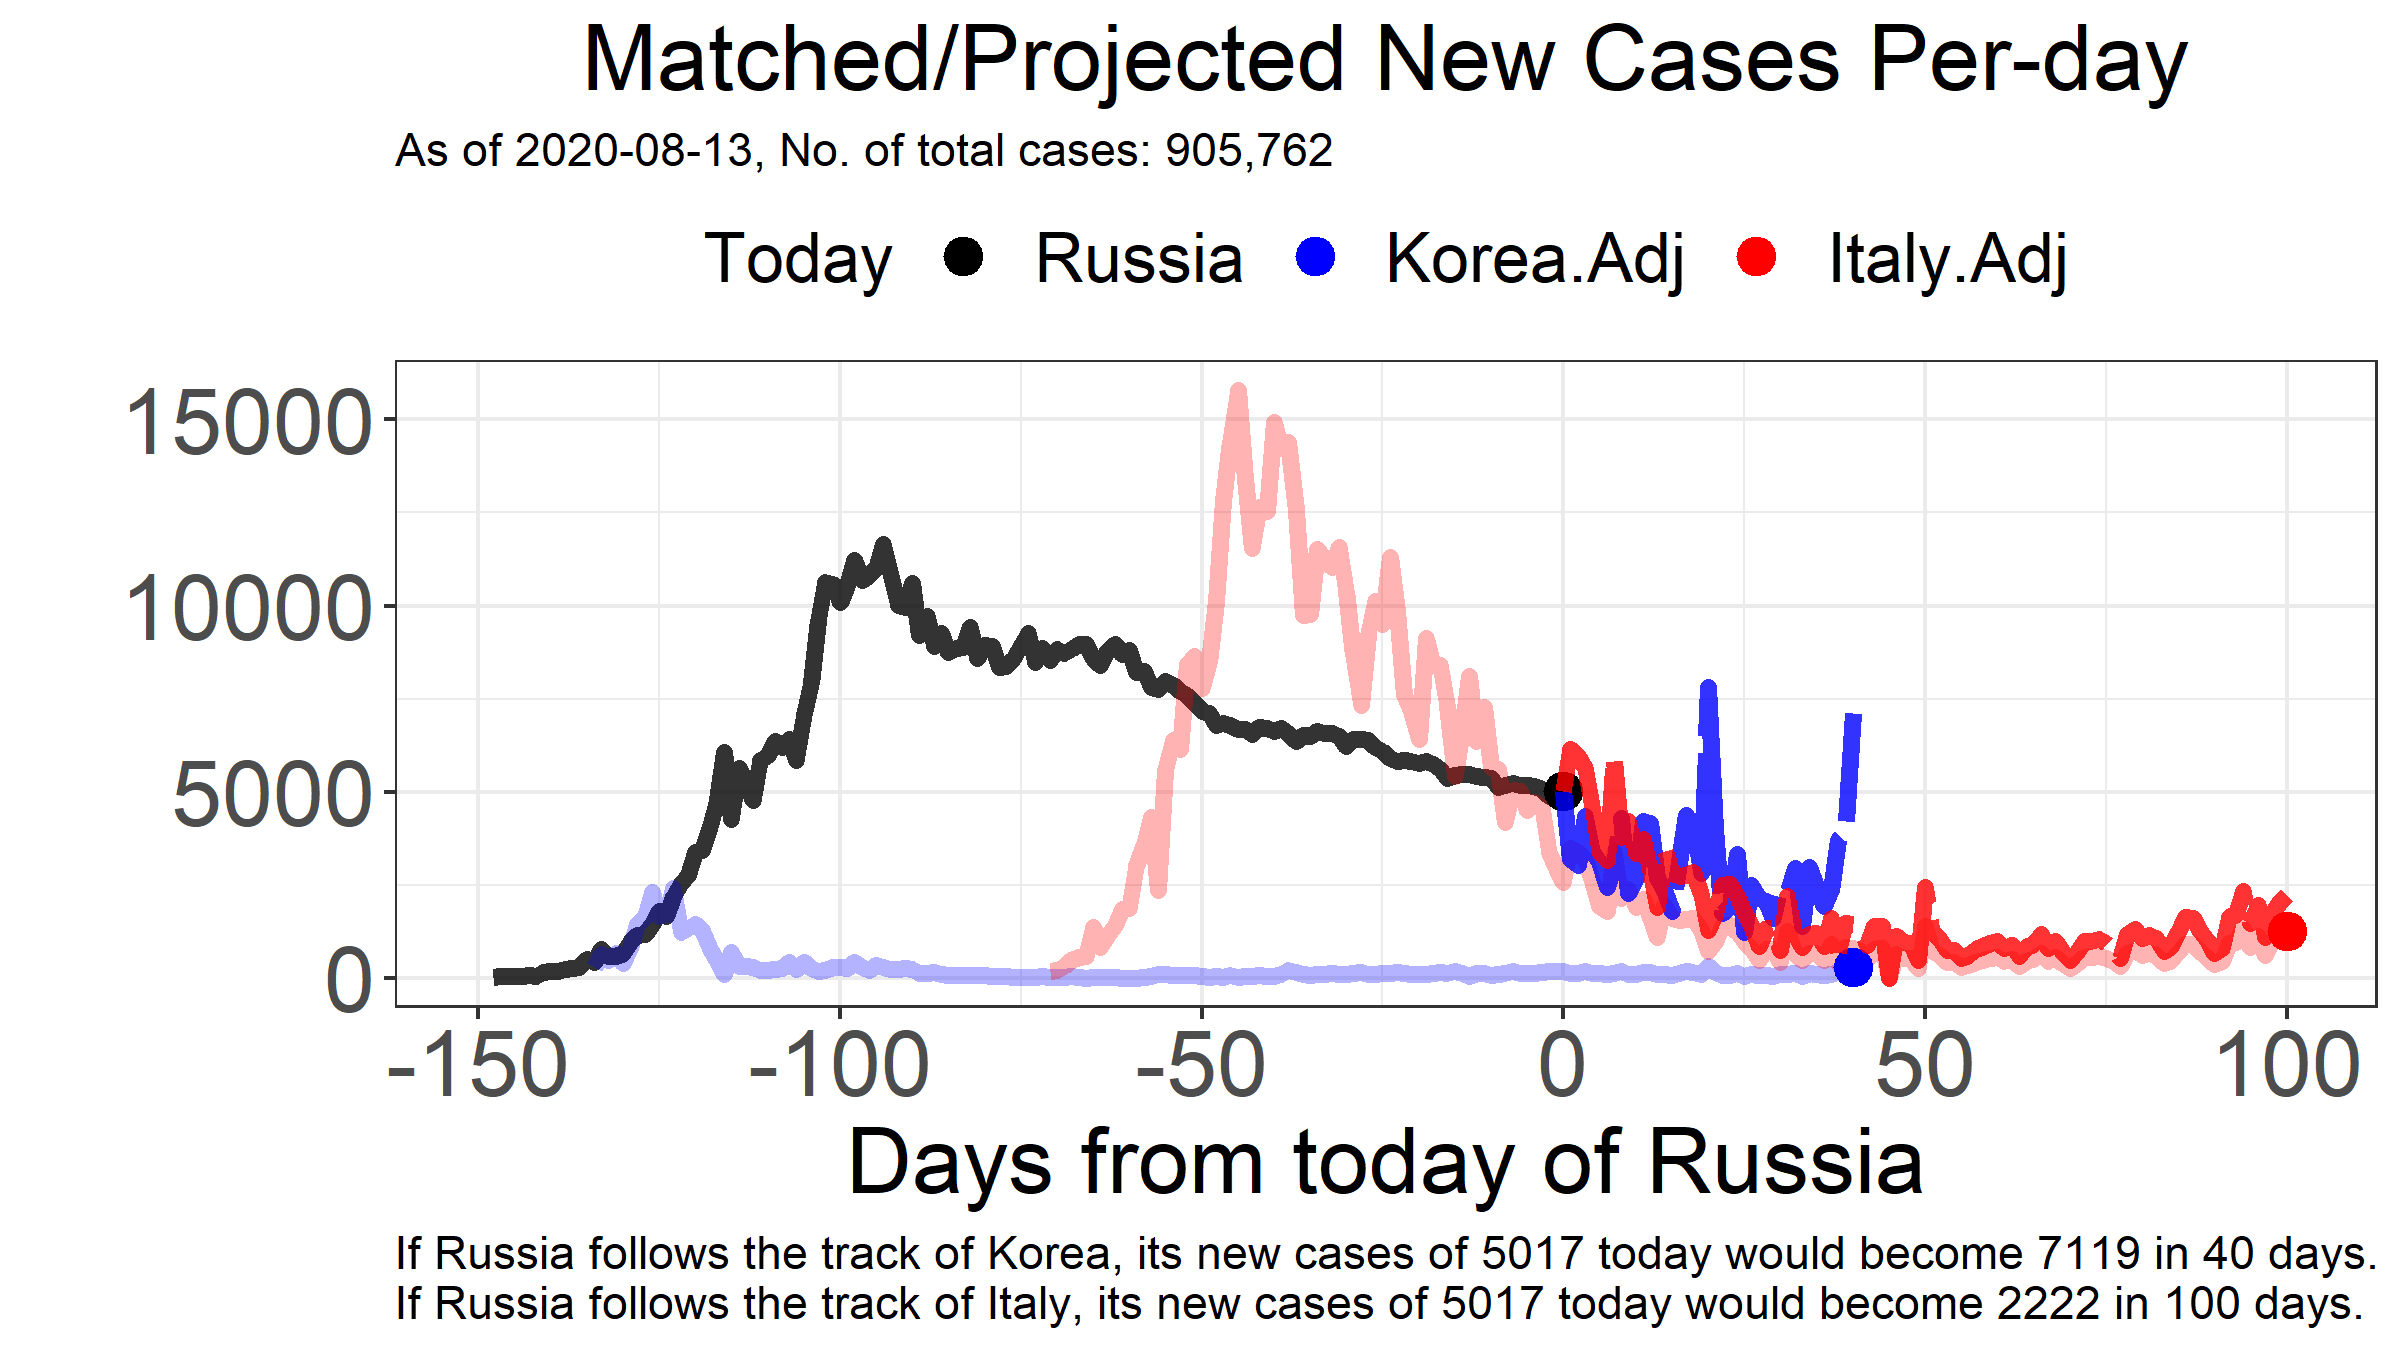 Matched/Projected New Cases Per-day
As of 2020-08-13, No. of total cases: 905,762
Today Russia Korea.Adj Italy.Adj
15000
10000
5000
0
-150 -100 -50 0 50 100
Days from today of Russia
If Russia follows the track of Korea, its new cases of 5017 today would become 7119 in 40 days.
If Russia follows the track of Italy, its new cases of 5017 today would become 2222 in 100 days.